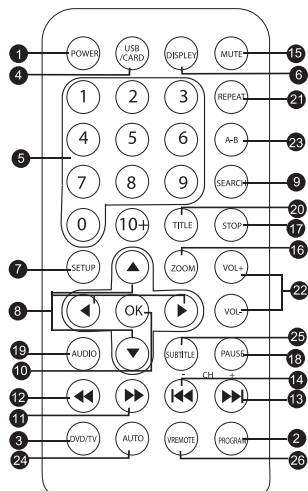 1 POWER USB /CARD DISPLEY MUTE 15
4 6
1 2 3 REPEAT 21
5 4 5 6 A-B 23
7 8 9 SEARCH 9
20
0 10+ TITLE STOP 17
16
7 SETUP ZOOM VOL+
8 22
OK VOL-
25
19 AUDIO SUBTITLE PAUSE 18
10 - CH + 14
12 13
11
3 DVD/TV AUTO VREMOTE PROGRAM 2
24 26